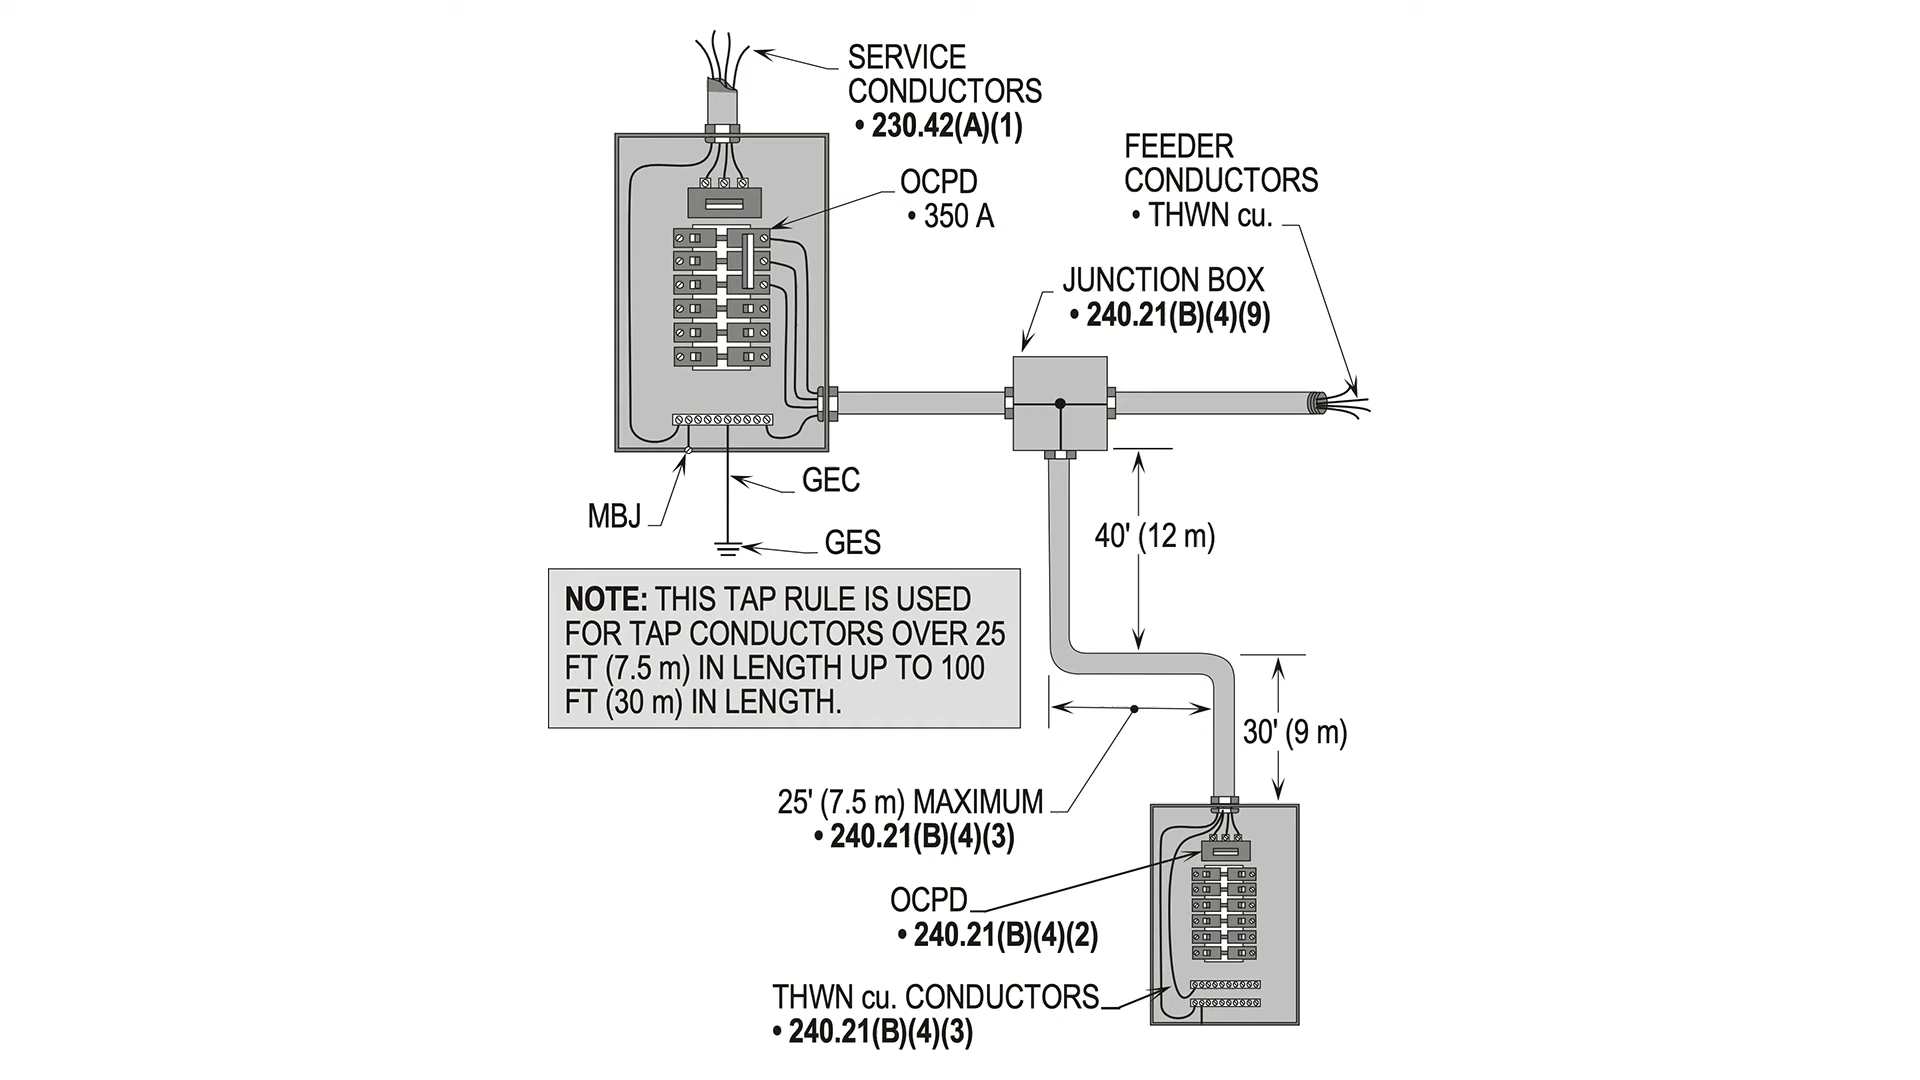 SERVICE
CONDUCTORS
• 230.42(A)(1)
OCPD
• 350 A
FEEDER
CONDUCTORS
• THWN cu.
JUNCTION BOX
• 240.21(B)(4)(9)
GEC
MBJ
GES
40' (12 m)
NOTE: THIS TAP RULE IS USED
FOR TAP CONDUCTORS OVER 25
FT (7.5 m) IN LENGTH UP TO 100
FT (30 m) IN LENGTH.
30' (9 m)
25' (7.5 m) MAXIMUM
• 240.21(B)(4)(3)
OCPD
• 240.21(B)(4)(2)
THWN cu. CONDUCTORS
• 240.21(B)(4)(3)